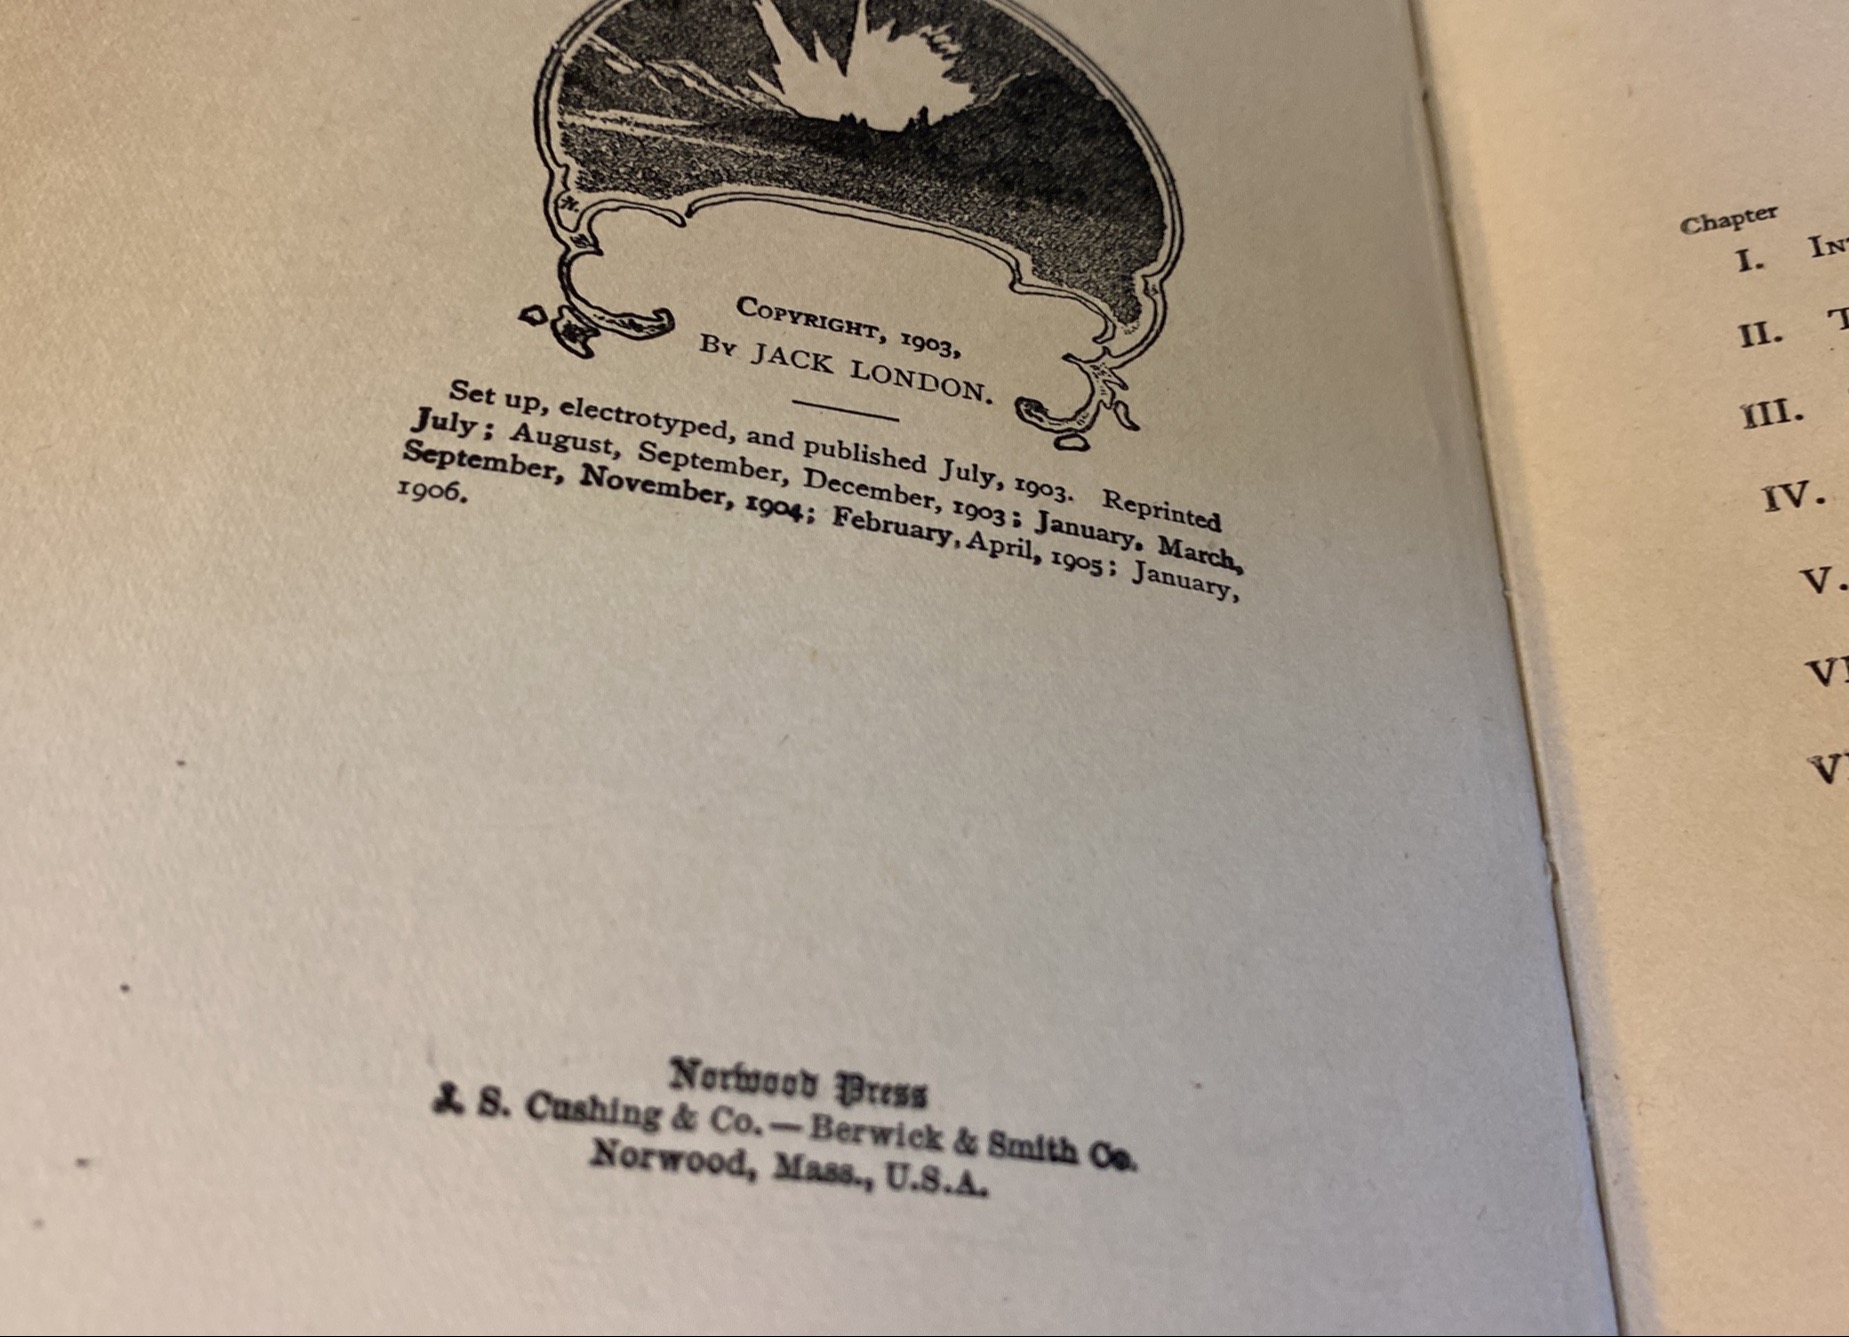 COPYRIGHT, 1903,
BY JACK LONDON.
Set up, electrotyped, and published July, 1903. Reprinted
July; August, September, December, 1903; January, March,
September, November, 1904; February, April, 1905; January,
1906.
Norwood Press
J. S. Cushing & Co. — Berwick & Smith Co.
Norwood, Mass., U.S.A.
Chapter
I.
II.
III.
IV.
V.